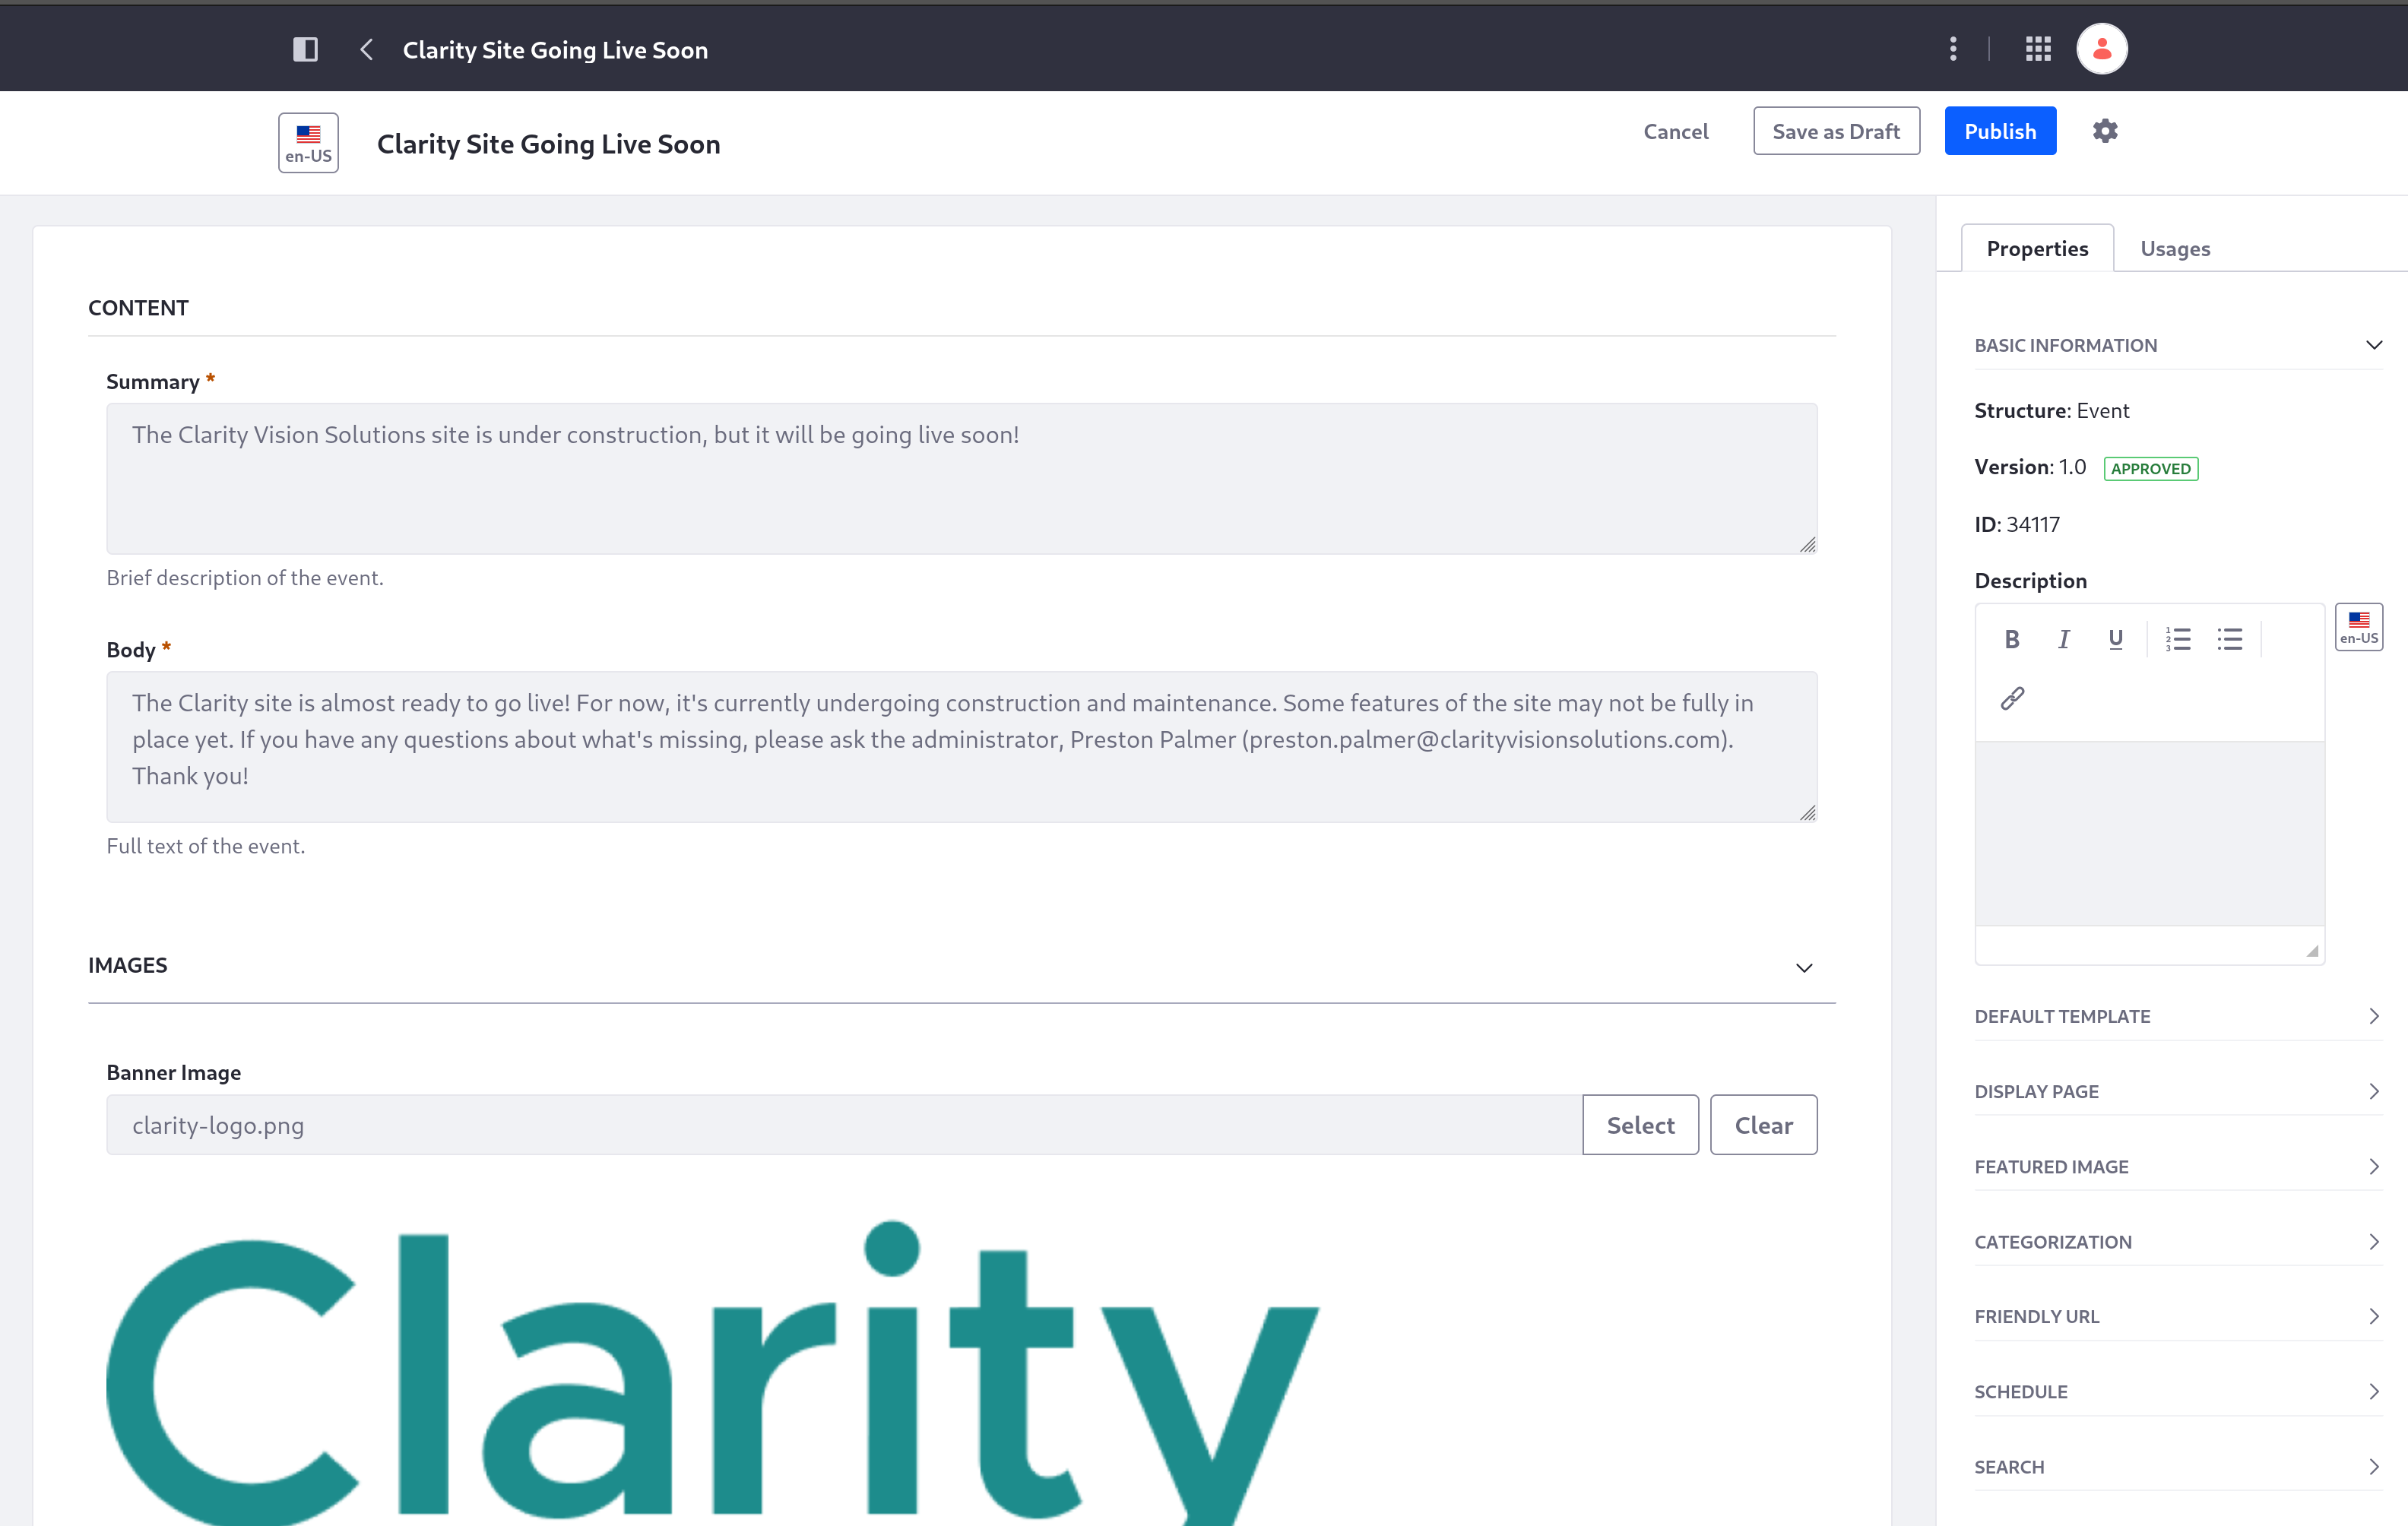 Clarity Site Going Live Soon
en-US
Clarity Site Going Live Soon
Cancel
Save as Draft
Publish
CONTENT
Summary *
The Clarity Vision Solutions site is under construction, but it will be going live soon!
Brief description of the event.
Body *
The Clarity site is almost ready to go live! For now, it's currently undergoing construction and maintenance. Some features of the site may not be fully in
place yet. If you have any questions about what's missing, please ask the administrator, Preston Palmer (preston.palmer@clarityvisionsolutions.com).
Thank you!
Full text of the event.
IMAGES
Banner Image
clarity-logo.png
Select
Clear
Clarity
Properties
Usages
BASIC INFORMATION
Structure: Event
Version: 1.0 APPROVED
ID: 34117
Description
B I U
en-US
DEFAULT TEMPLATE
DISPLAY PAGE
FEATURED IMAGE
CATEGORIZATION
FRIENDLY URL
SCHEDULE
SEARCH